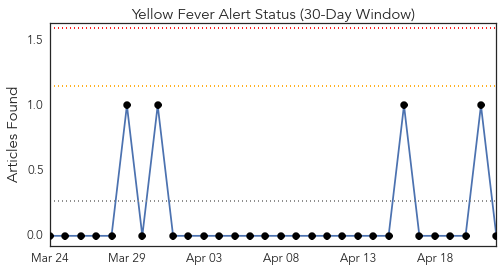 Yellow Fever Alert Status (30-Day Window)
1.5
1.0
0.5
0.0
Articles Found
Mar 24 Mar 29 Apr 03 Apr 08 Apr 13 Apr 18